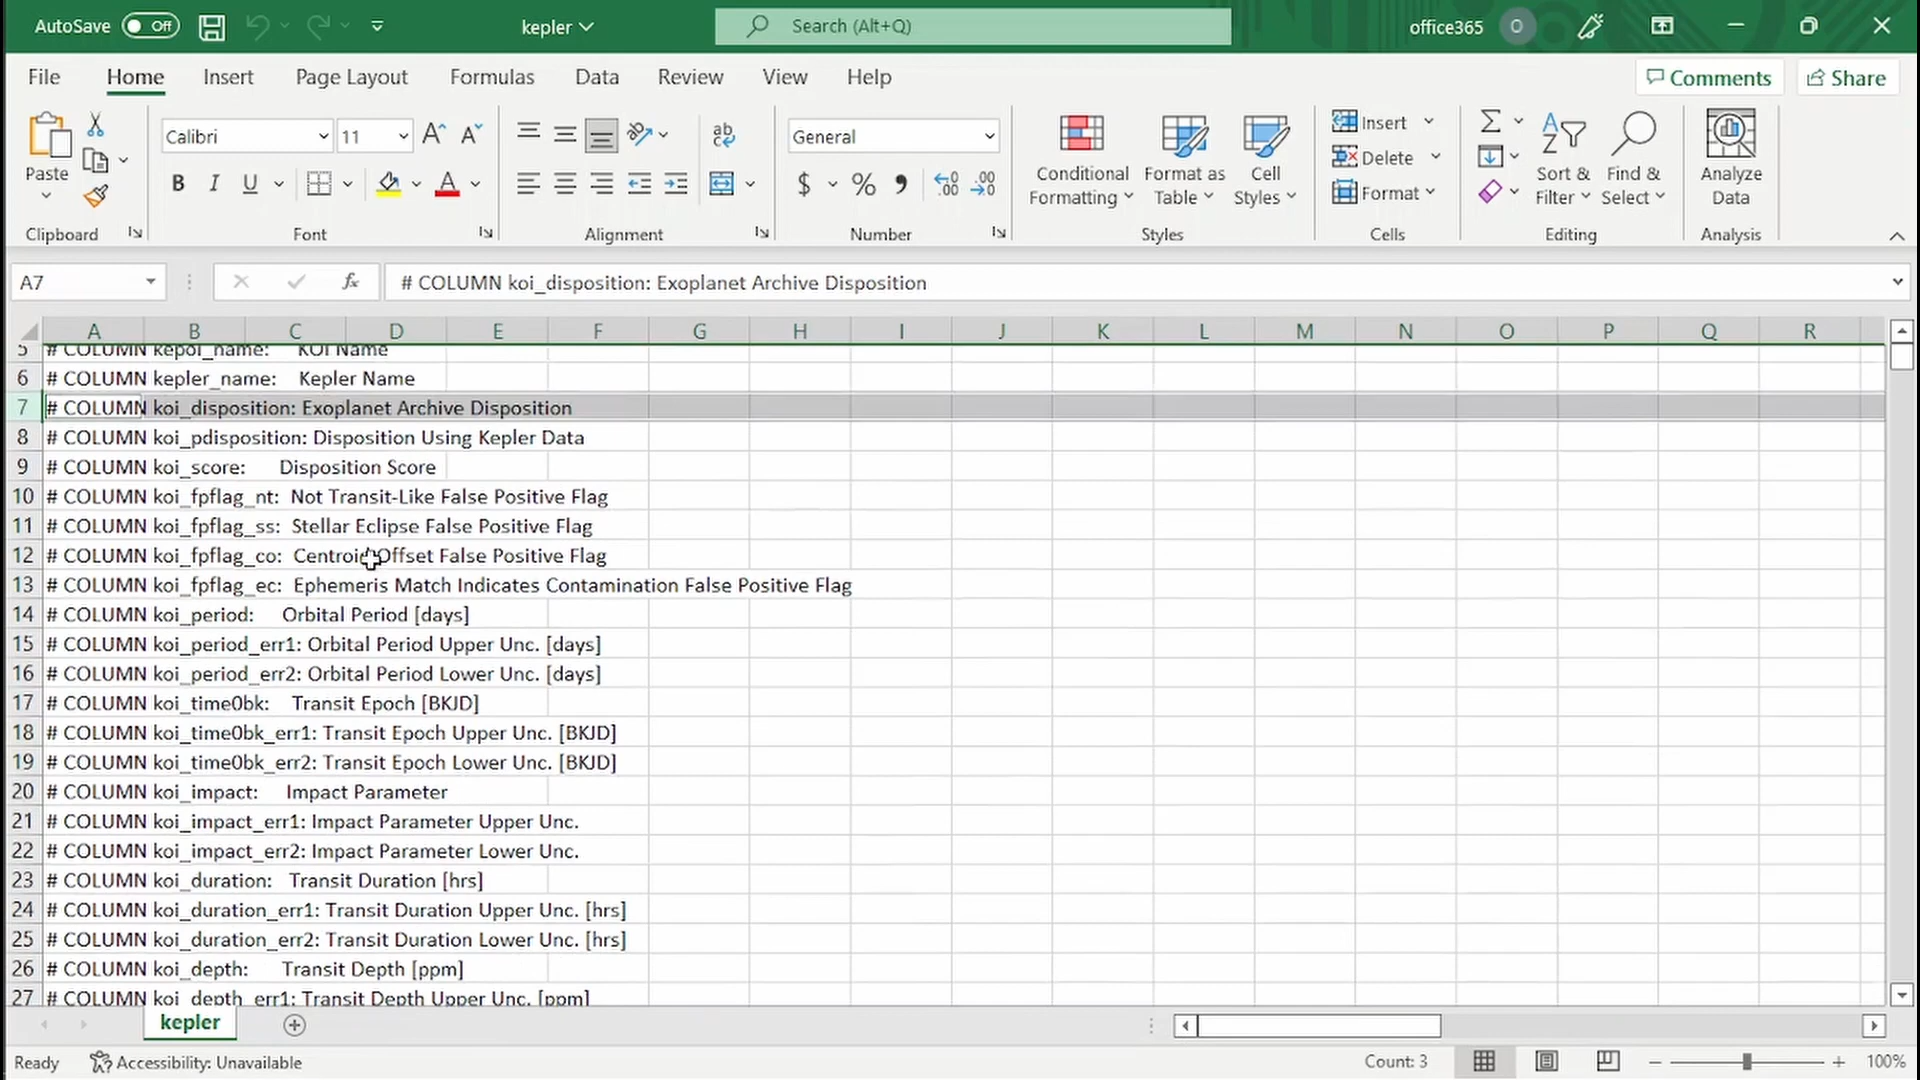 AutoSave Off kepler Search (Alt+Q) office365 O
File Home Insert Page Layout Formulas Data Review View Help Comments Share
Paste
Clipboard
Calibri 11
B I U A
Font
ab
Alignment
General
$ % 9 .00 .00
Number
Conditional Formatting
Format as Table
Cell Styles
Styles
Insert
Delete
Format
Cells
Sort & Filter
Find & Select
Editing
Analyze Data
Analysis
A7 fx # COLUMN koi_disposition: Exoplanet Archive Disposition
A B C D E F G H I J K L M N O P Q R
5 # COLUMN kepoi_name: KOI Name
6 # COLUMN kepler_name: Kepler Name
7 # COLUMN koi_disposition: Exoplanet Archive Disposition
8 # COLUMN koi_pdisposition: Disposition Using Kepler Data
9 # COLUMN koi_score: Disposition Score
10 # COLUMN koi_fpflag_nt: Not Transit-Like False Positive Flag
11 # COLUMN koi_fpflag_ss: Stellar Eclipse False Positive Flag
12 # COLUMN koi_fpflag_co: Centroid Offset False Positive Flag
13 # COLUMN koi_fpflag_ec: Ephemeris Match Indicates Contamination False Positive Flag
14 # COLUMN koi_period: Orbital Period [days]
15 # COLUMN koi_period_err1: Orbital Period Upper Unc. [days]
16 # COLUMN koi_period_err2: Orbital Period Lower Unc. [days]
17 # COLUMN koi_time0bk: Transit Epoch [BKJD]
18 # COLUMN koi_time0bk_err1: Transit Epoch Upper Unc. [BKJD]
19 # COLUMN koi_time0bk_err2: Transit Epoch Lower Unc. [BKJD]
20 # COLUMN koi_impact: Impact Parameter
21 # COLUMN koi_impact_err1: Impact Parameter Upper Unc.
22 # COLUMN koi_impact_err2: Impact Parameter Lower Unc.
23 # COLUMN koi_duration: Transit Duration [hrs]
24 # COLUMN koi_duration_err1: Transit Duration Upper Unc. [hrs]
25 # COLUMN koi_duration_err2: Transit Duration Lower Unc. [hrs]
26 # COLUMN koi_depth: Transit Depth [ppm]
27 # COLUMN koi_depth_err1: Transit Depth Upper Unc. [ppm]
kepler
Ready Accessibility: Unavailable Count: 3 100%